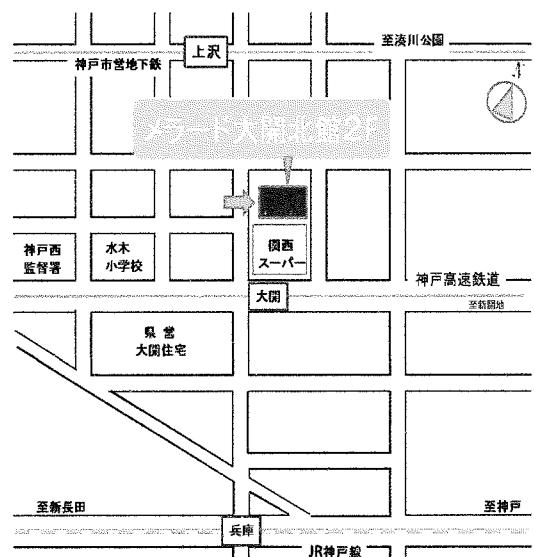 至湊川公園
上沢
神戸市営地下鉄
メラード大開北館2F
神戸西
監督署
水木
小学校
関西
スーパー
神戸高速鉄道
大開
至新開地
県営
大開住宅
至新長田
至神戸
兵庫
JR神戸線